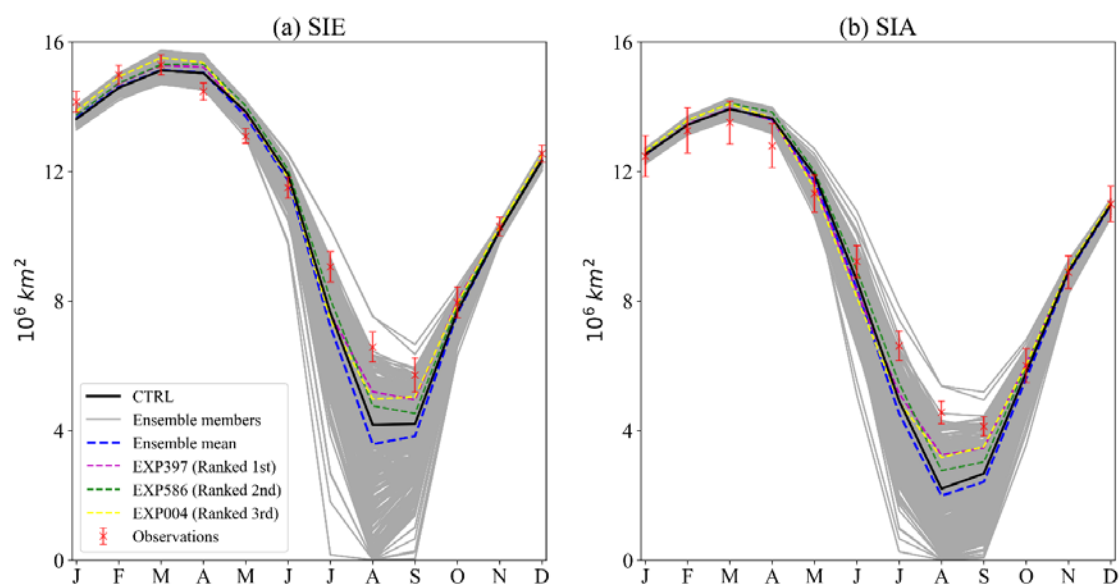 (a) SIE
(b) SIA
16
12
8
4
0
10⁶ km²
J F M A M J J A S O N D
CTRL
Ensemble members
Ensemble mean
EXP397 (Ranked 1st)
EXP586 (Ranked 2nd)
EXP004 (Ranked 3rd)
Observations
16
12
8
4
0
10⁶ km²
J F M A M J J A S O N D